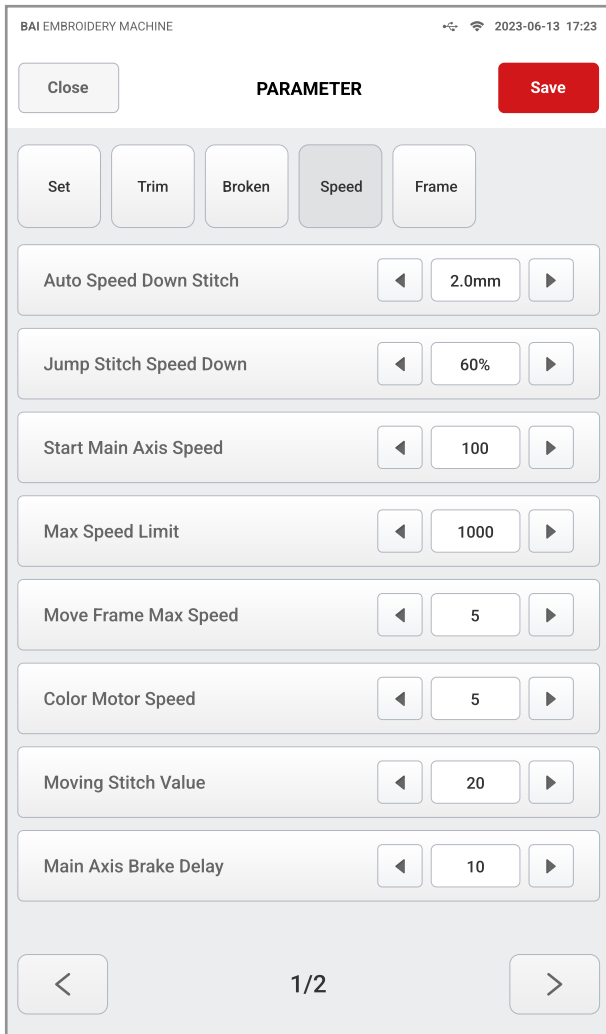 BAI EMBROIDERY MACHINE 2023-06-13 17:23
Close PARAMETER Save
Set Trim Broken Speed Frame
Auto Speed Down Stitch 2.0mm
Jump Stitch Speed Down 60%
Start Main Axis Speed 100
Max Speed Limit 1000
Move Frame Max Speed 5
Color Motor Speed 5
Moving Stitch Value 20
Main Axis Brake Delay 10
1/2